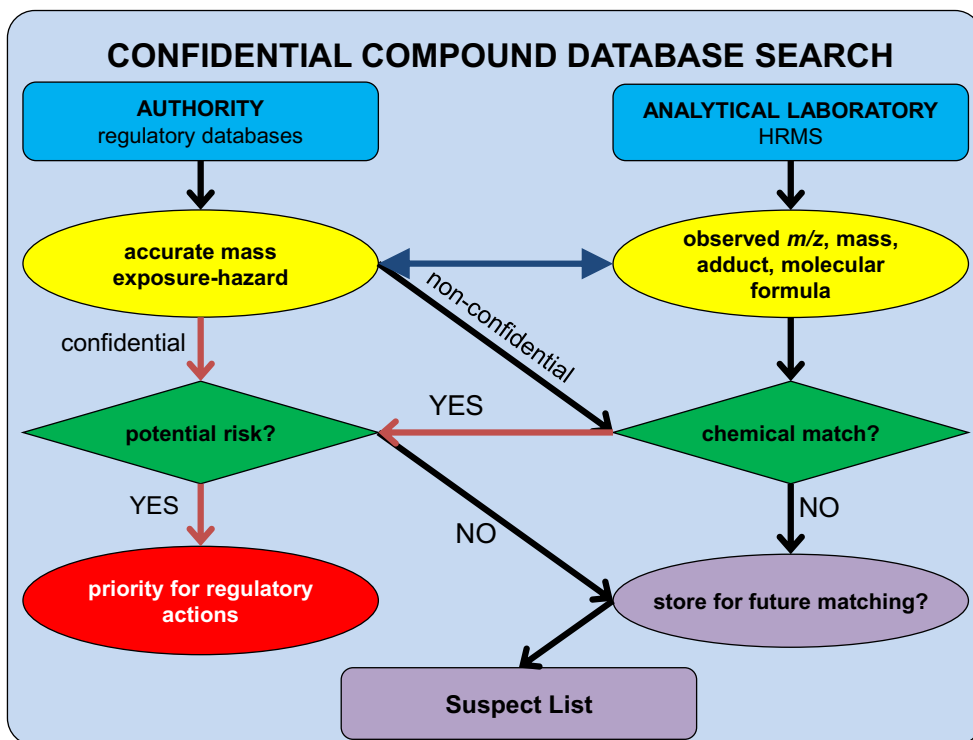 CONFIDENTIAL COMPOUND DATABASE SEARCH
AUTHORITY
regulatory databases
ANALYTICAL LABORATORY
HRMS
accurate mass
exposure-hazard
observed m/z, mass,
adduct, molecular
formula
non-confidential
confidential
potential risk?
YES
chemical match?
YES
NO
NO
priority for regulatory
actions
store for future matching?
Suspect List